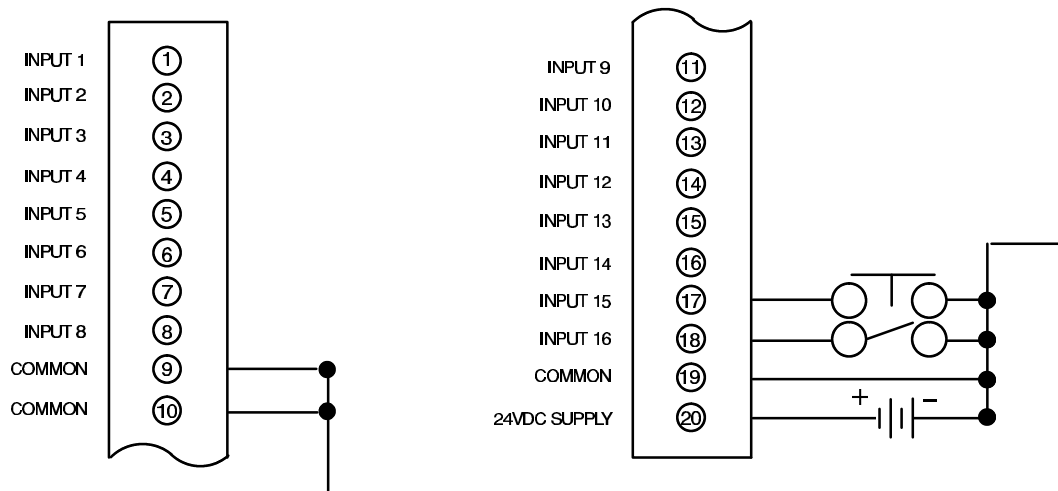 INPUT 1 1
INPUT 2 2
INPUT 3 3
INPUT 4 4
INPUT 5 5
INPUT 6 6
INPUT 7 7
INPUT 8 8
COMMON 9
COMMON 10
INPUT 9 11
INPUT 10 12
INPUT 11 13
INPUT 12 14
INPUT 13 15
INPUT 14 16
INPUT 15 17
INPUT 16 18
COMMON 19
24VDC SUPPLY 20 + −